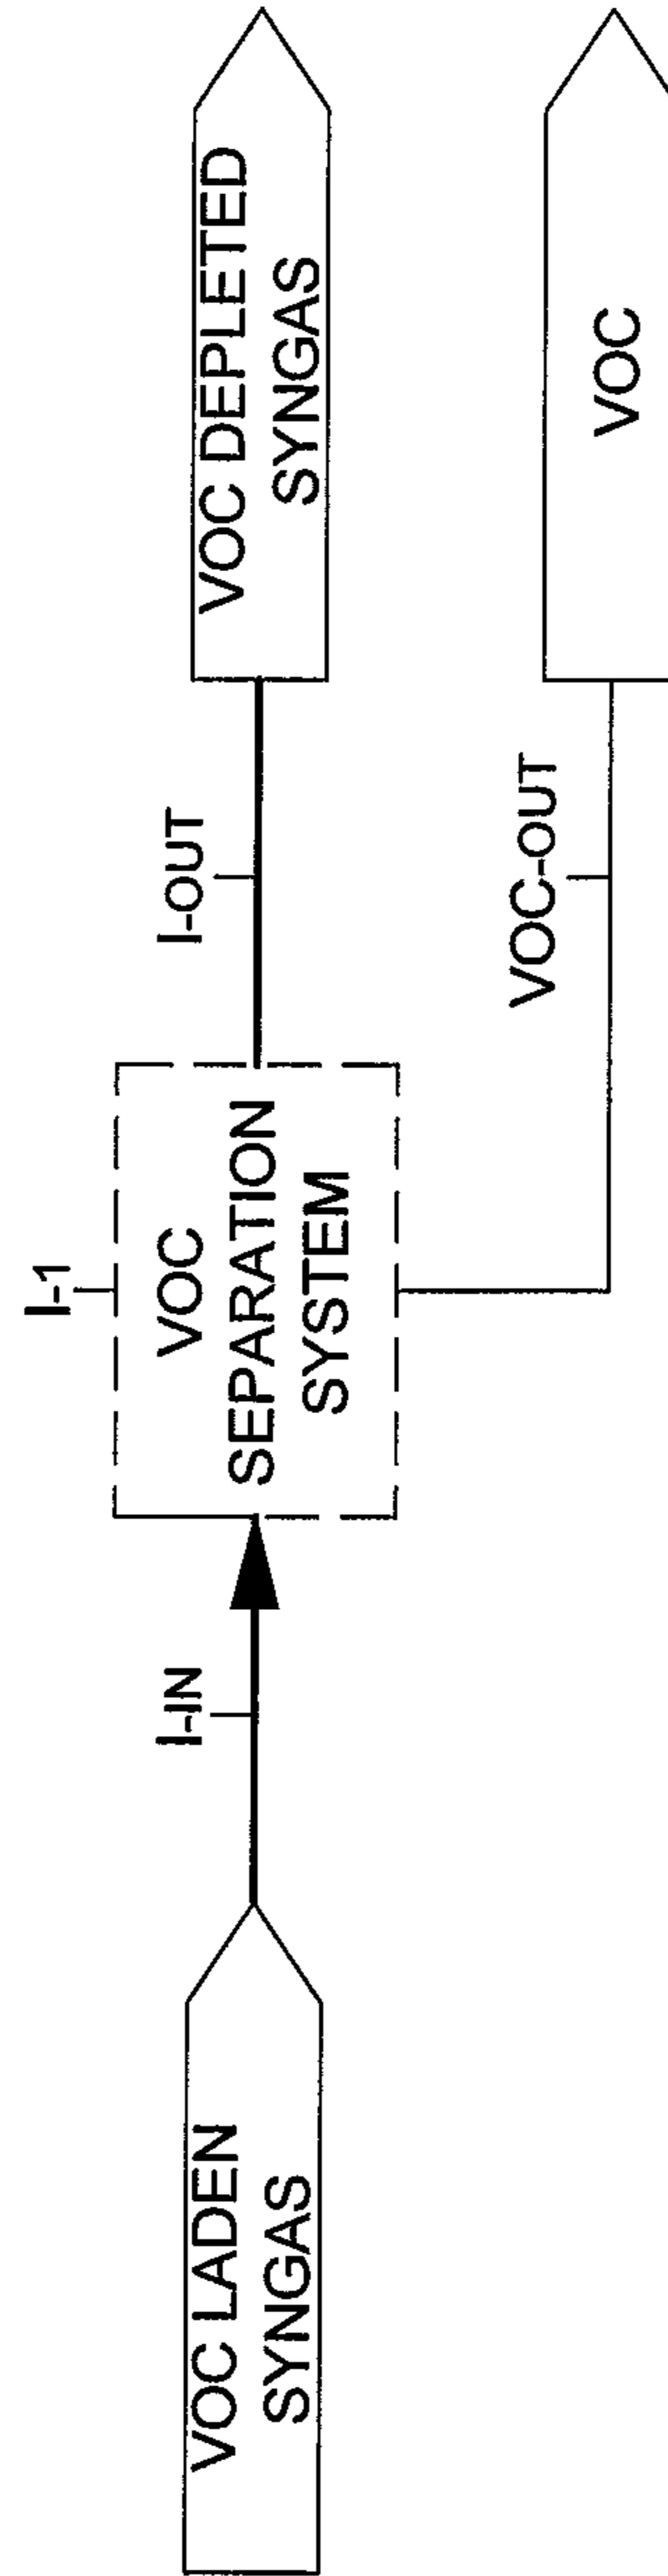 VOC LADEN
SYNGAS
I-IN
I-1
VOC
SEPARATION
SYSTEM
I-OUT
VOC DEPLETED
SYNGAS
VOC-OUT
VOC